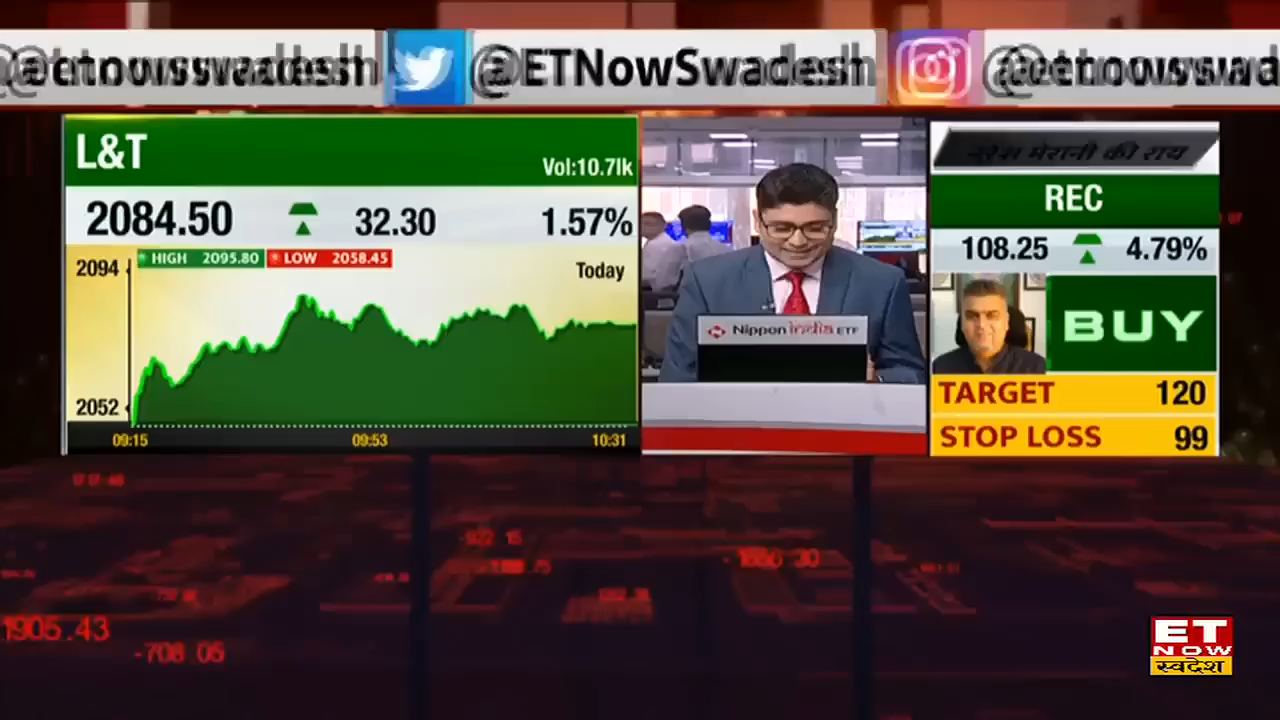 @ETNowSwadesh
L&T
Vol:10.7lk
2084.50 32.30 1.57%
HIGH 2095.80 LOW 2058.45
Today
2094
2052
09:15 09:53 10:31
Nippon india ETF
की राय
REC
108.25 4.79%
BUY
TARGET 120
STOP LOSS 99
1905.43
-708 05
-922 15
ET
NOW
स्वदेश